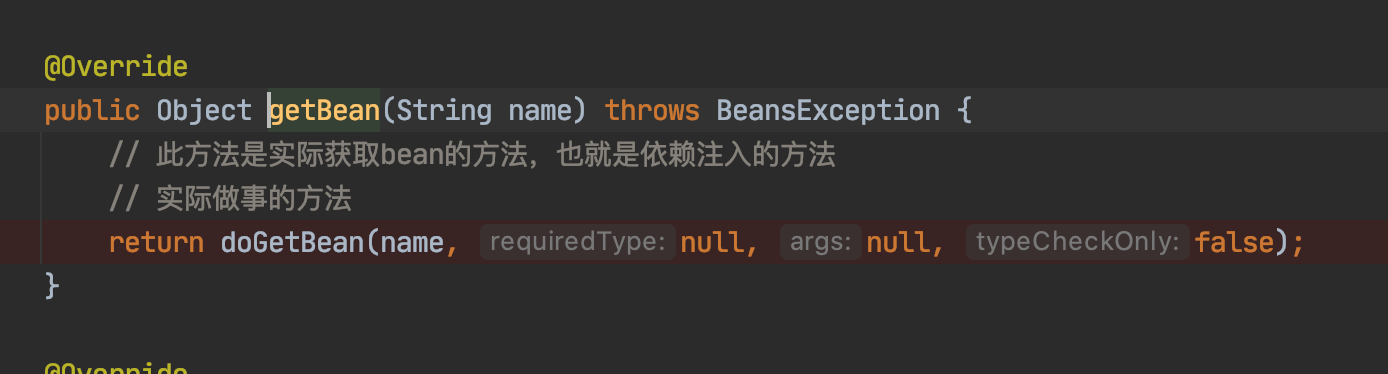 @Override
public Object getBean(String name) throws BeansException {
// 此方法是实际获取bean的方法，也就是依赖注入的方法
// 实际做事的方法
return doGetBean(name, requiredType: null, args: null, typeCheckOnly: false);
}
@Override